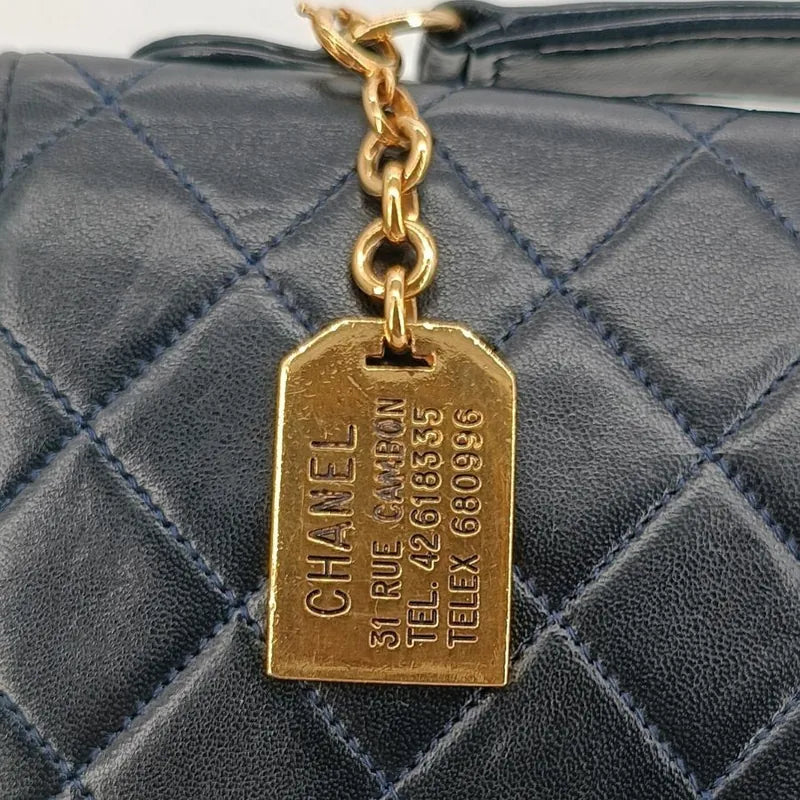 CHANEL
31 RUE CAMBON
TEL. 42618335
TELEX 680996